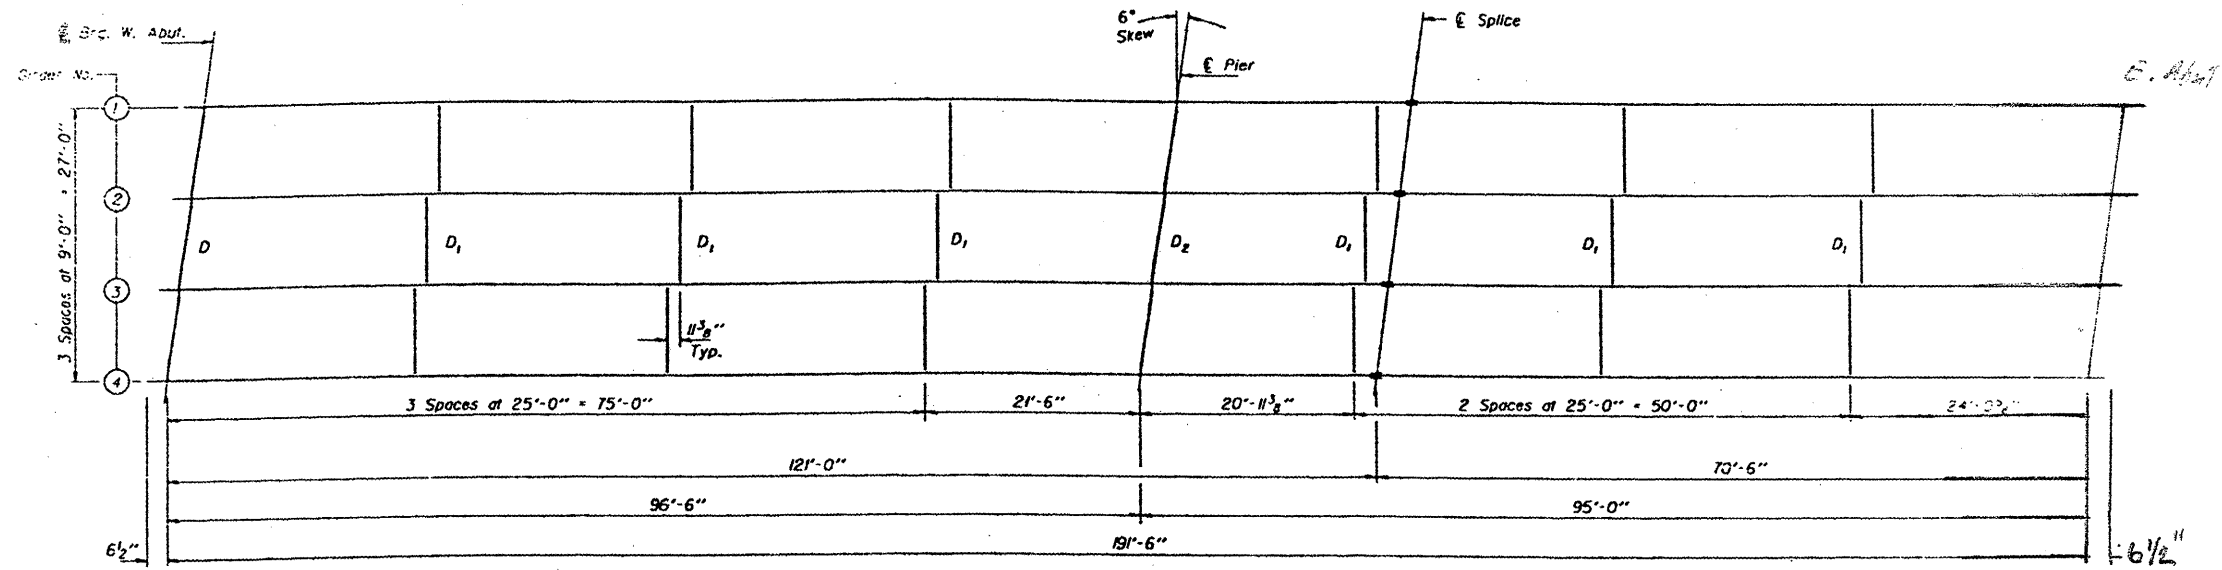 6° Skew
℄ Splice
℄ Pier
Brg. W. Abut.
E. Abut
Girder No.
1
2
3
4
3 Spaces at 9'-0" = 27'-0"
D
D₁
D₁
D₁
D₂
D₁
D₁
D₁
11⅜"
Typ.
3 Spaces at 25'-0" = 75'-0"
21'-6"
20'-11⅜"
2 Spaces at 25'-0" = 50'-0"
121'-0"
70'-6"
96'-6"
95'-0"
191'-6"
6½"
6½"